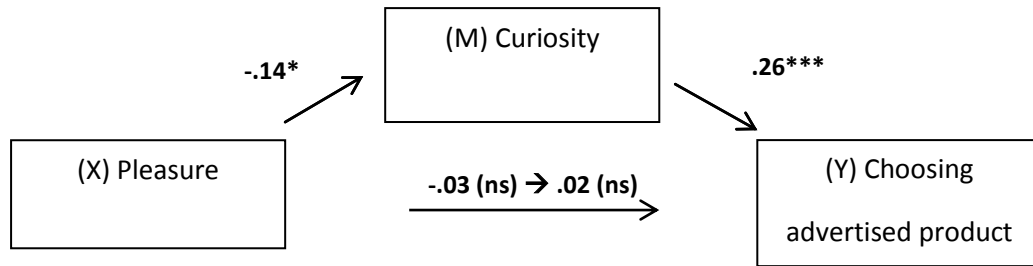 (M) Curiosity
-.14*
.26***
(X) Pleasure
-.03 (ns) → .02 (ns)
(Y) Choosing
advertised product